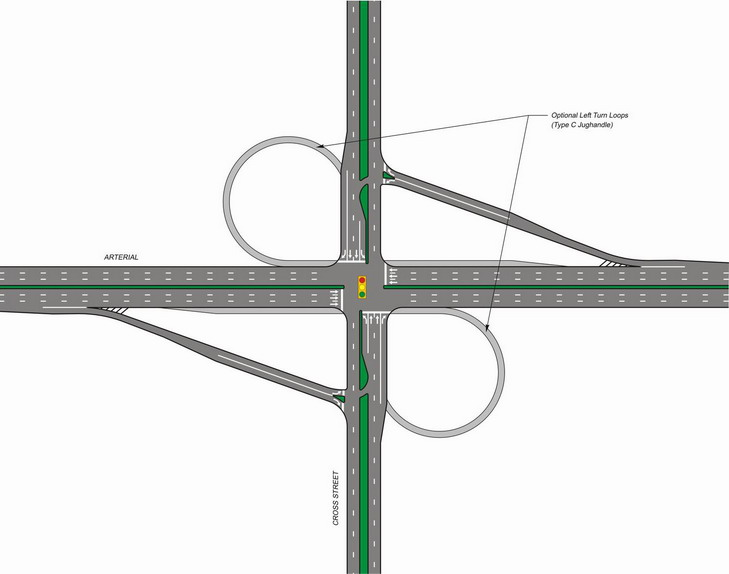 Optional Left Turn Loops
(Type C Jughandle)
ARTERIAL
CROSS STREET